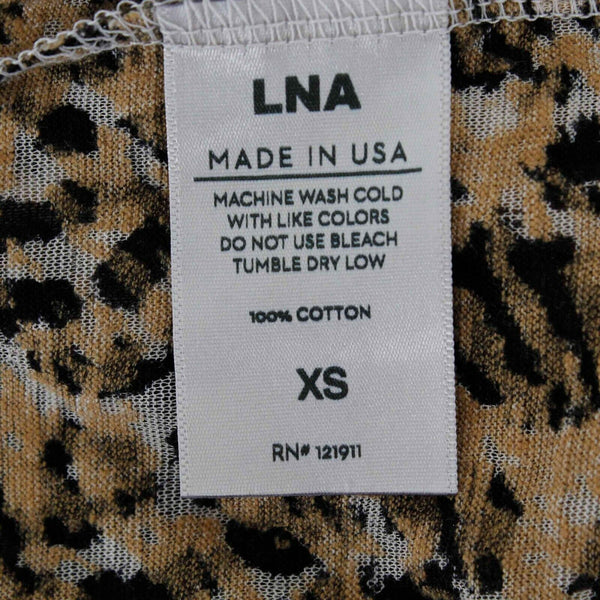 LNA
MADE IN USA
MACHINE WASH COLD
WITH LIKE COLORS
DO NOT USE BLEACH
TUMBLE DRY LOW
100% COTTON
XS
RN# 121911